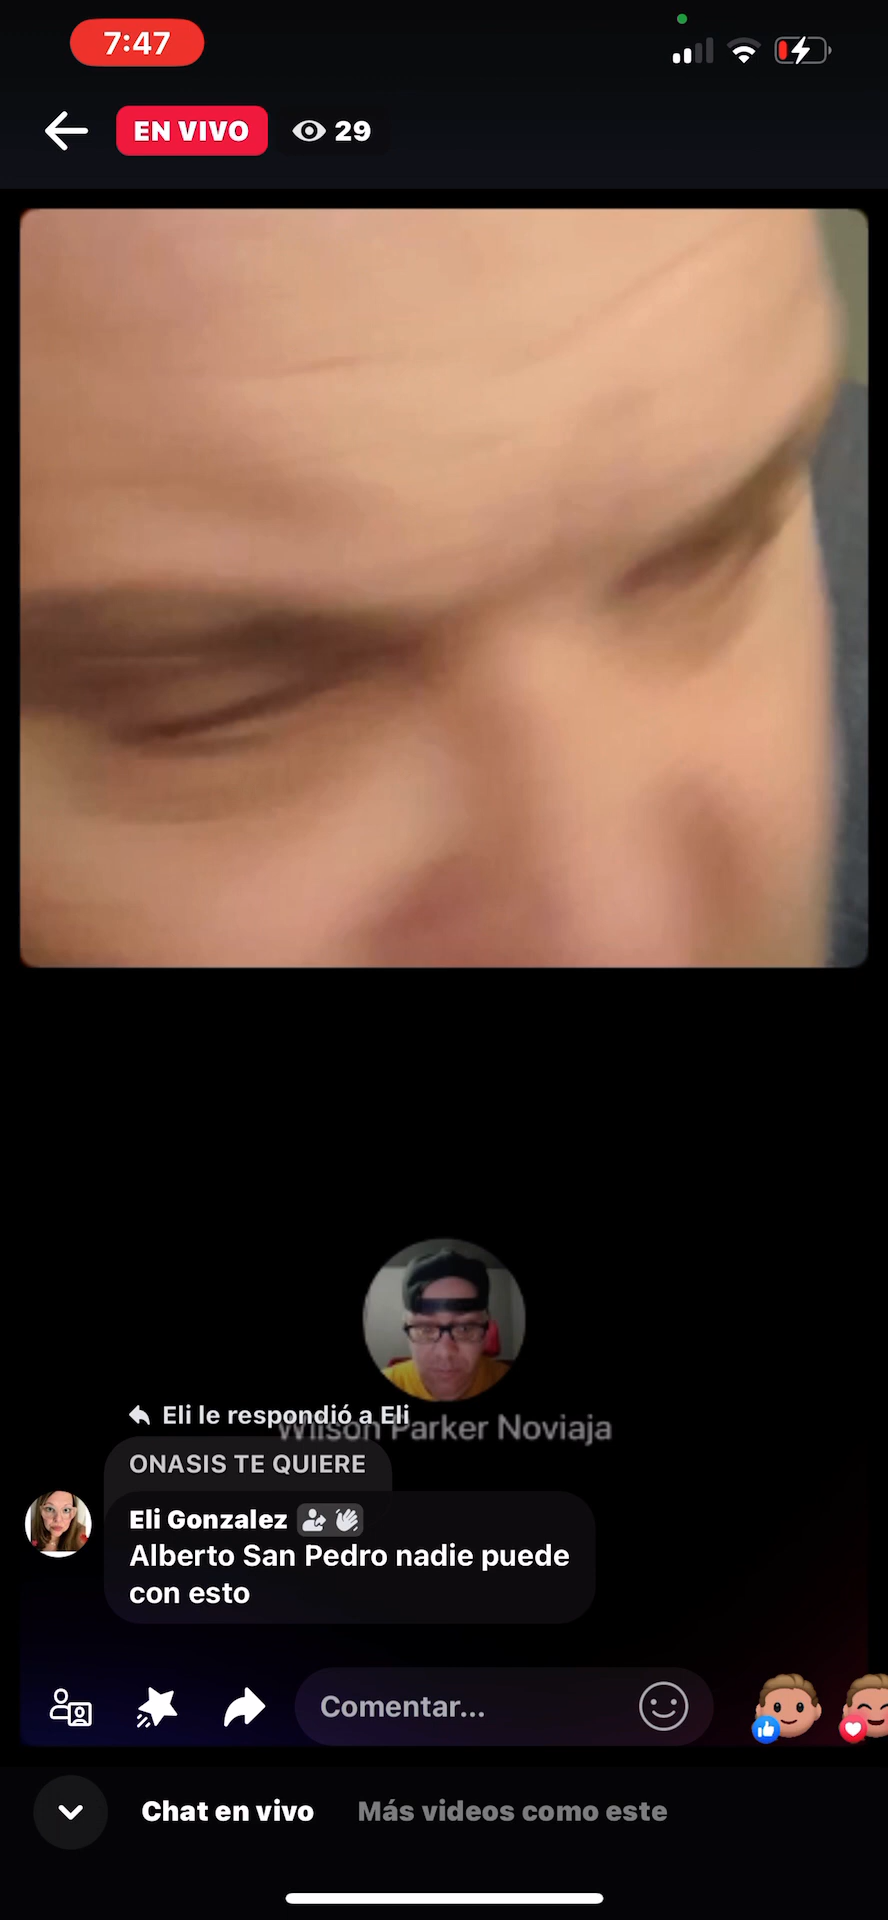 7:47
EN VIVO
29
Eli le respondió a Eli
Wilson Parker Noviaja
ONASIS TE QUIERE
Eli Gonzalez
Alberto San Pedro nadie puede
con esto
Comentar...
Chat en vivo
Más videos como este